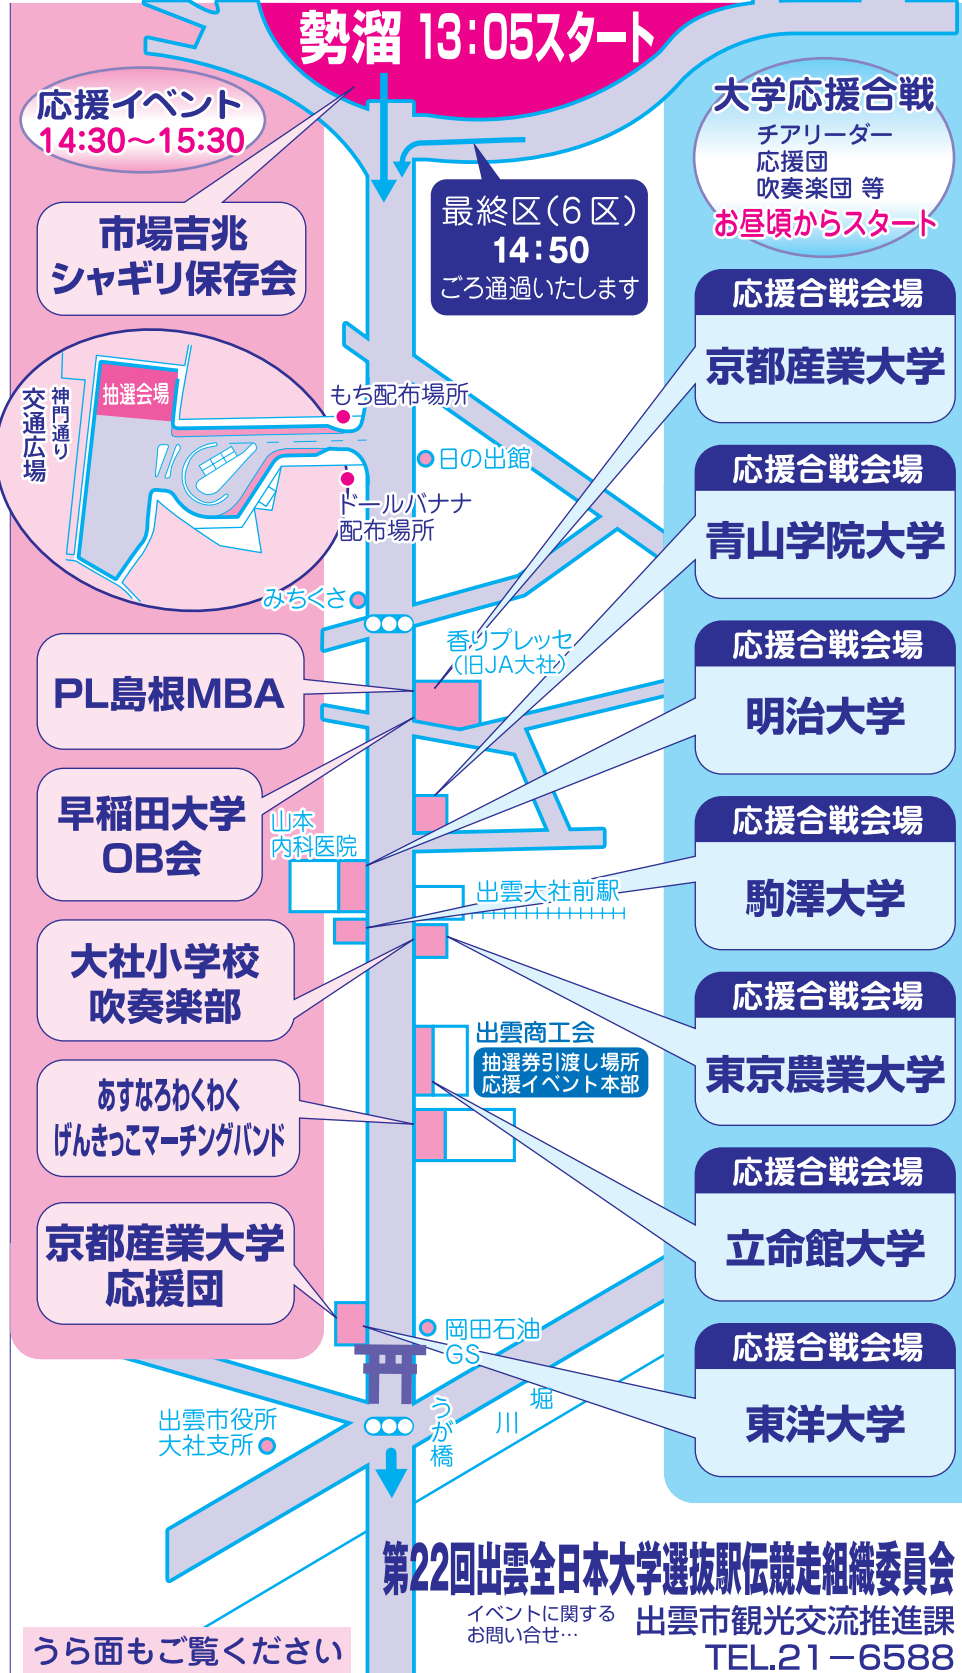 勢溜 13:05スタート
応援イベント
14:30〜15:30
市場吉兆
シャギリ保存会
最終区(6区)
14:50
ごろ通過いたします
大学応援合戦
チアリーダー
応援団
吹奏楽団 等
お昼頃からスタート
応援合戦会場
京都産業大学
応援合戦会場
青山学院大学
応援合戦会場
明治大学
応援合戦会場
駒澤大学
応援合戦会場
東京農業大学
応援合戦会場
立命館大学
応援合戦会場
東洋大学
抽選会場
神門通り
交通広場
もち配布場所
日の出館
ドールバナナ
配布場所
みちくさ
香りプレッセ
(旧JA大社)
PL島根MBA
早稲田大学
OB会
山本
内科医院
出雲大社前駅
大社小学校
吹奏楽部
出雲商工会
抽選券引渡し場所
応援イベント本部
あすなろわくわく
げんきっこマーチングバンド
京都産業大学
応援団
岡田石油
GS
うが橋
堀川
出雲市役所
大社支所
第22回出雲全日本大学選抜駅伝競走組織委員会
イベントに関する
お問い合せ…
出雲市観光交流推進課
TEL.21−6588
うら面もご覧ください